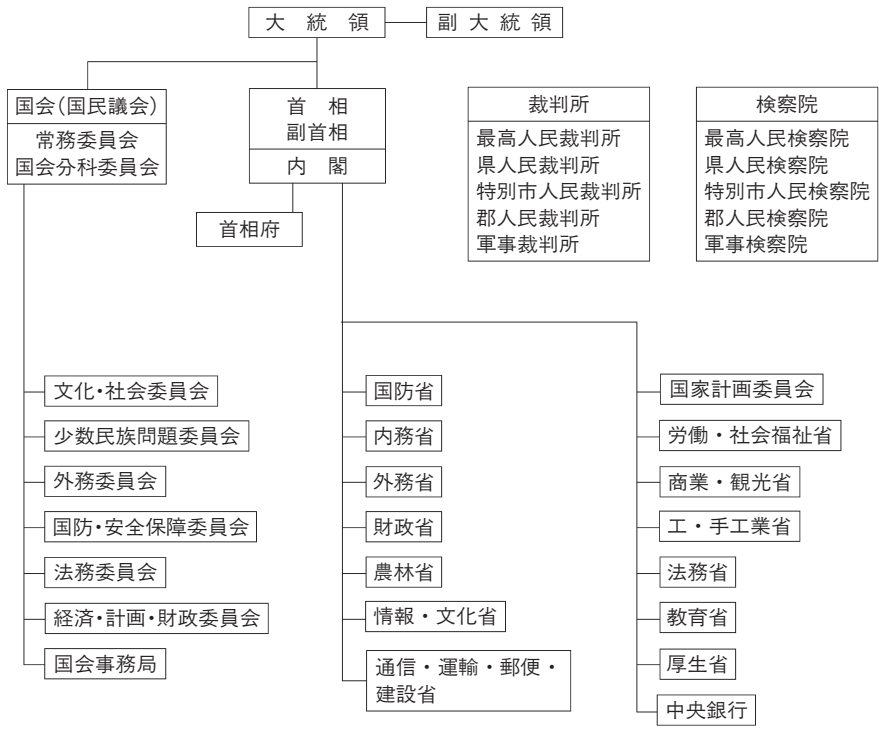 大統領
副大統領
国会(国民議会)
常務委員会
国会分科委員会
首相
副首相
内閣
首相府
裁判所
最高人民裁判所
県人民裁判所
特別市人民裁判所
郡人民裁判所
軍事裁判所
検察院
最高人民検察院
県人民検察院
特別市人民検察院
郡人民検察院
軍事検察院
文化・社会委員会
少数民族問題委員会
外務委員会
国防・安全保障委員会
法務委員会
経済・計画・財政委員会
国会事務局
国防省
内務省
外務省
財政省
農林省
情報・文化省
通信・運輸・郵便・
建設省
国家計画委員会
労働・社会福祉省
商業・観光省
工・手工業省
法務省
教育省
厚生省
中央銀行